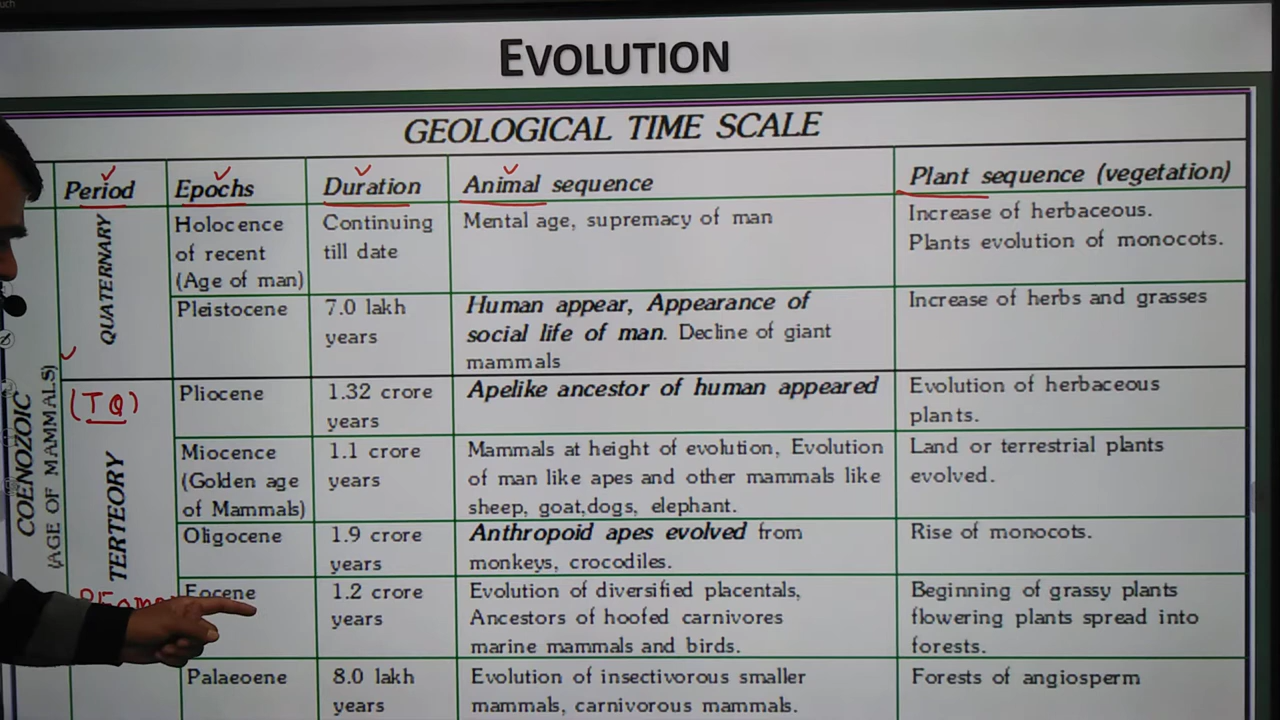 EVOLUTION
GEOLOGICAL TIME SCALE
Period Epochs Duration Animal sequence Plant sequence (vegetation)
COENOZOIC
(AGE OF MAMMALS)
QUATERNARY
Holocence
of recent
(Age of man)
Continuing
till date
Mental age, supremacy of man
Increase of herbaceous.
Plants evolution of monocots.
Pleistocene
7.0 lakh
years
Human appear, Appearance of
social life of man. Decline of giant
mammals
Increase of herbs and grasses
(TQ)
TERTEORY
Pliocene
1.32 crore
years
Apelike ancestor of human appeared
Evolution of herbaceous
plants.
Miocence
(Golden age
of Mammals)
1.1 crore
years
Mammals at height of evolution, Evolution
of man like apes and other mammals like
sheep, goat,dogs, elephant.
Land or terrestrial plants
evolved.
Oligocene
1.9 crore
years
Anthropoid apes evolved from
monkeys, crocodiles.
Rise of monocots.
Eocene
1.2 crore
years
Evolution of diversified placentals,
Ancestors of hoofed carnivores
marine mammals and birds.
Beginning of grassy plants
flowering plants spread into
forests.
Palaeoene
8.0 lakh
years
Evolution of insectivorous smaller
mammals, carnivorous mammals.
Forests of angiosperm